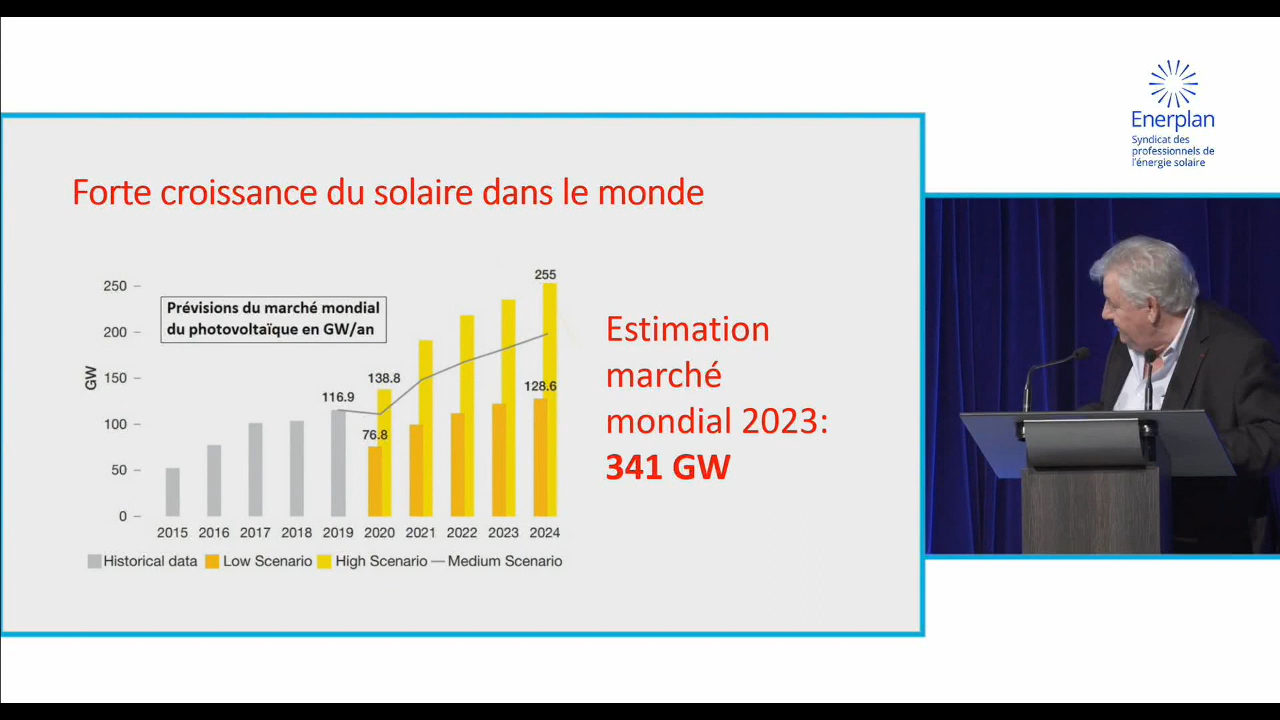 Enerplan
Syndicat des
professionnels de
l'énergie solaire
Forte croissance du solaire dans le monde
Prévisions du marché mondial
du photovoltaïque en GW/an
GW
250
200
150
100
50
0
116.9
138.8
76.8
255
128.6
2015 2016 2017 2018 2019 2020 2021 2022 2023 2024
Historical data Low Scenario High Scenario Medium Scenario
Estimation
marché
mondial 2023:
341 GW